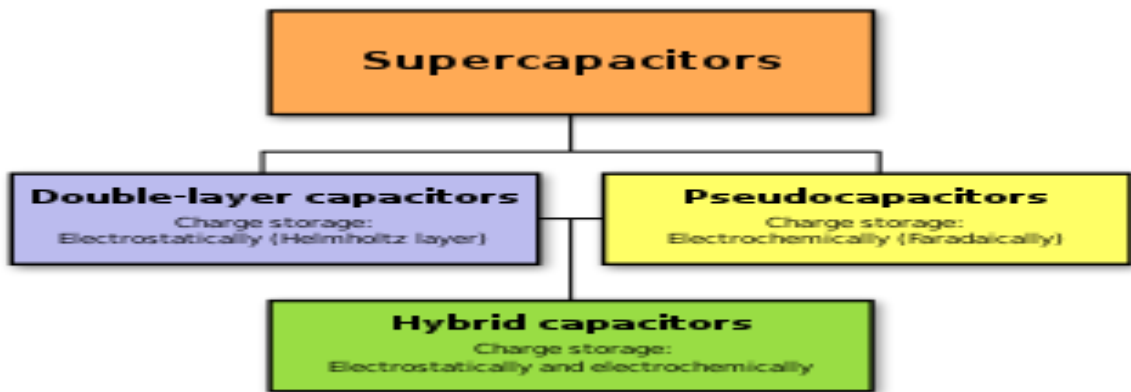 Supercapacitors
Double-layer capacitors
Charge storage:
Electrostatically (Helmholtz layer)
Pseudocapacitors
Charge storage:
Electrochemically (Faradaically)
Hybrid capacitors
Charge storage:
Electrostatically and electrochemically